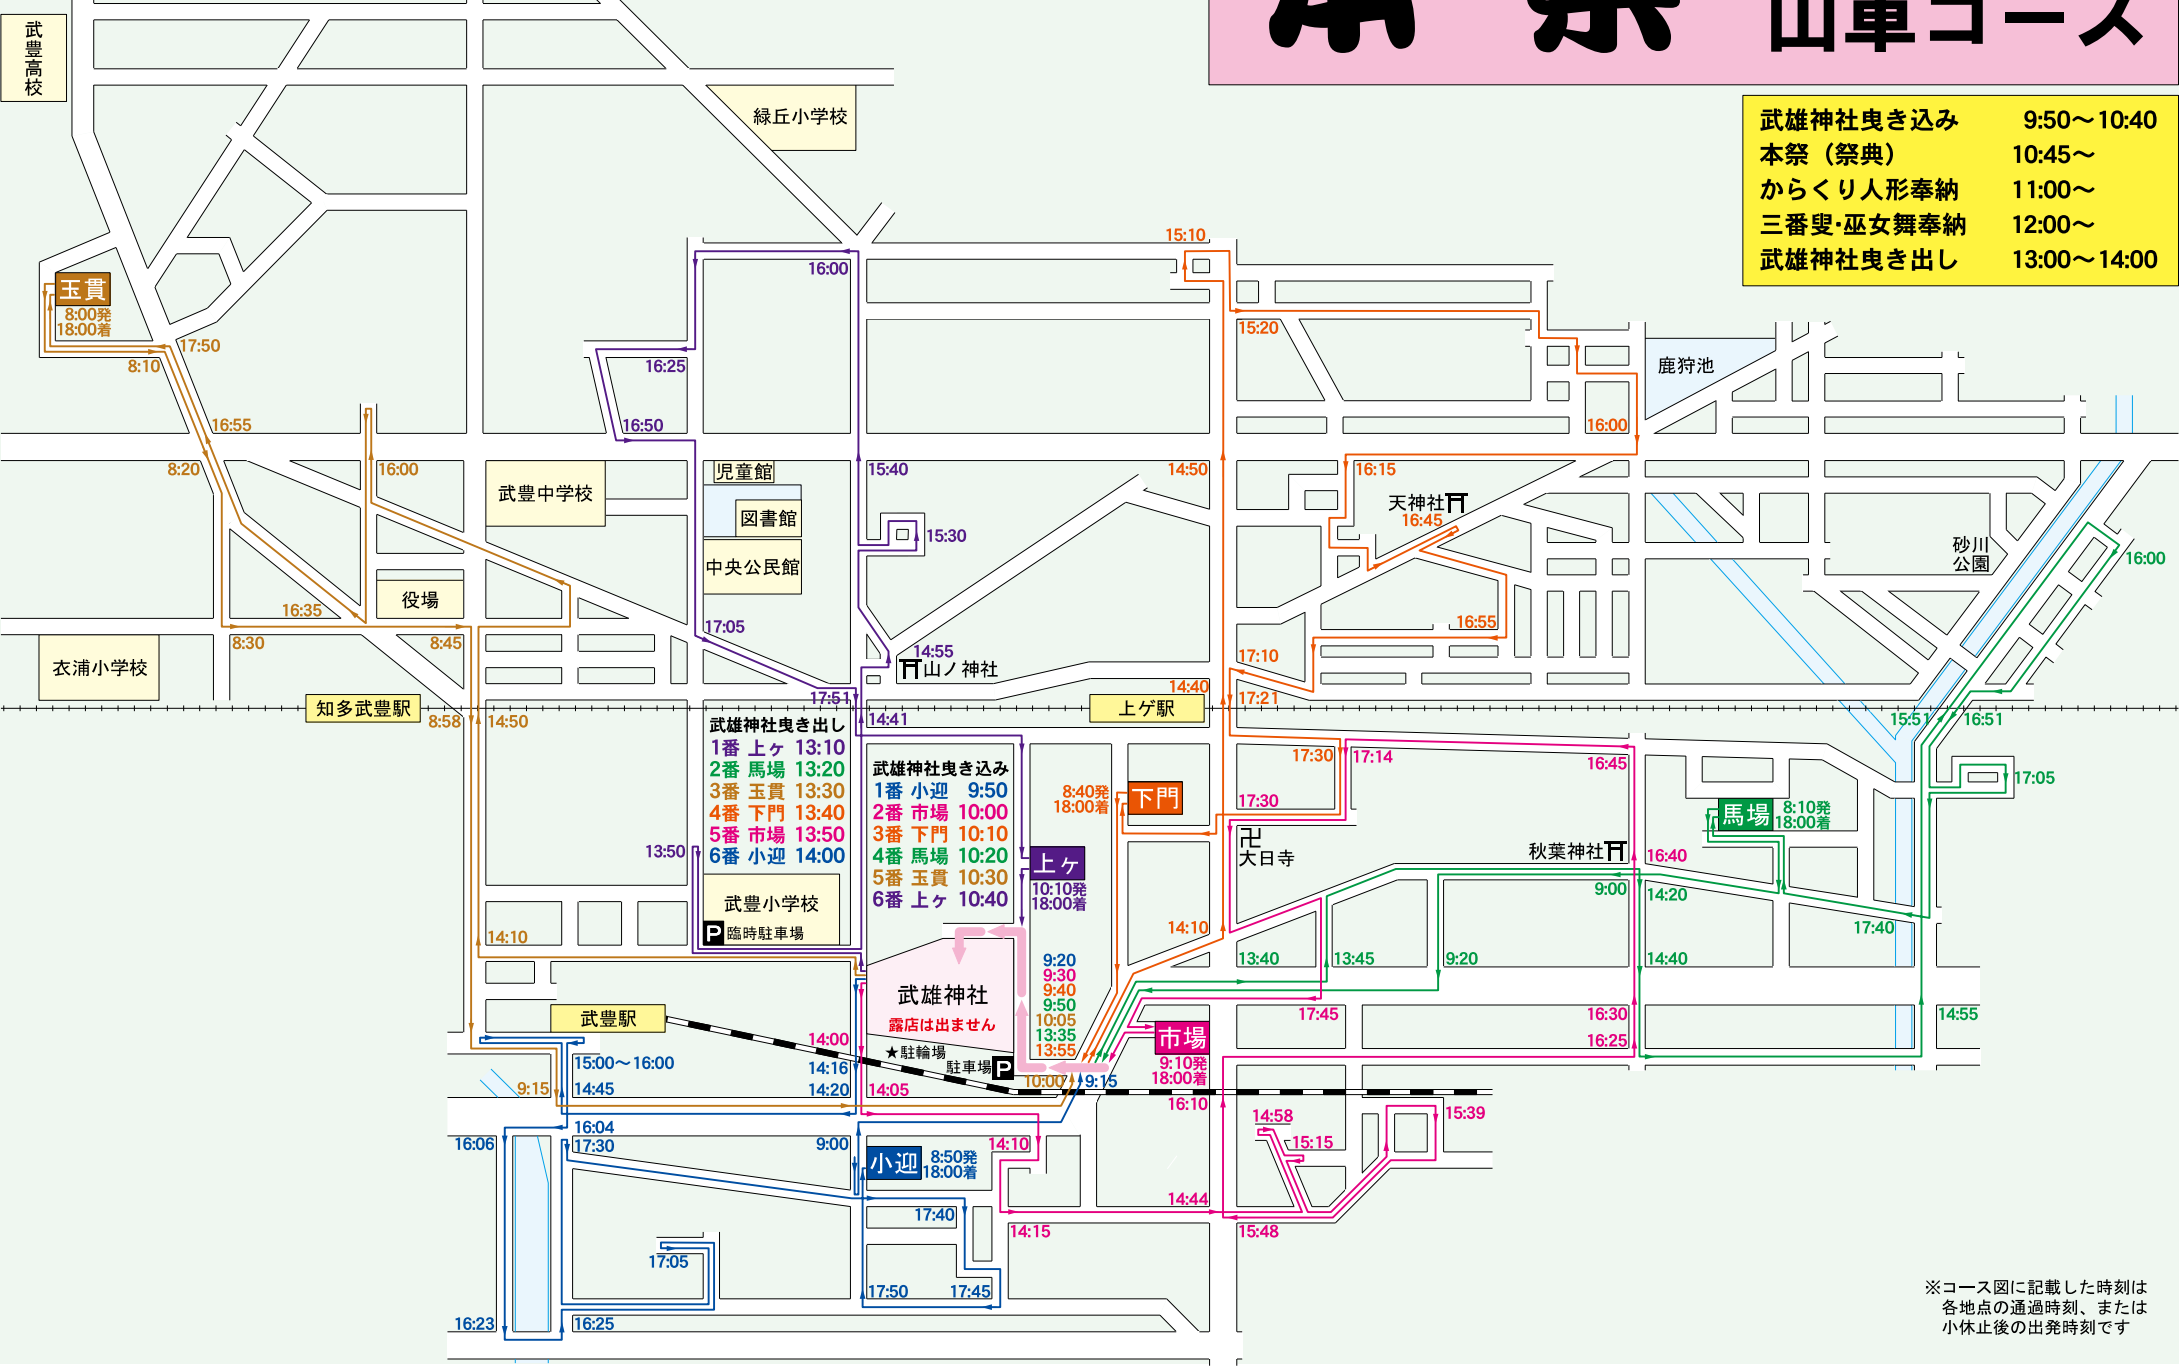 本祭 山車コース
武雄神社曳き込み 9:50〜10:40
本祭（祭典） 10:45〜
からくり人形奉納 11:00〜
三番叟・巫女舞奉納 12:00〜
武雄神社曳き出し 13:00〜14:00
武豊高校
緑丘小学校
15:10
16:00
玉貫
8:00発
18:00着
17:50
8:10
15:20
16:25
鹿狩池
16:55
16:50
16:00
8:20
16:00
児童館
15:40
14:50
16:15
武豊中学校
図書館
天神社
16:45
15:30
砂川
公園
16:00
中央公民館
役場
16:35
8:30
8:45
17:05
16:55
14:55
山ノ神社
17:10
衣浦小学校
14:40
17:21
17:51
知多武豊駅
8:58
14:50
14:41
上ゲ駅
15:51
16:51
武雄神社曳き出し
1番 上ヶ 13:10
2番 馬場 13:20
3番 玉貫 13:30
4番 下門 13:40
5番 市場 13:50
6番 小迎 14:00
武雄神社曳き込み
1番 小迎 9:50
2番 市場 10:00
3番 下門 10:10
4番 馬場 10:20
5番 玉貫 10:30
6番 上ヶ 10:40
17:30
17:14
16:45
17:05
8:40発
18:00着
下門
17:30
馬場
8:10発
18:00着
13:50
上ヶ
10:10発
18:00着
卍
大日寺
秋葉神社
16:40
9:00
14:20
武豊小学校
P 臨時駐車場
14:10
14:10
17:40
9:20
9:30
9:40
9:50
10:05
13:35
13:55
13:40
13:45
9:20
14:40
武雄神社
露店は出ません
武豊駅
14:00
★駐輪場
駐車場 P
市場
9:10発
18:00着
17:45
16:30
16:25
14:55
15:00〜16:00
14:16
9:15
14:45
14:20
14:05
10:00
9:15
16:10
14:58
15:39
16:04
16:06
17:30
9:00
小迎
8:50発
18:00着
14:10
15:15
14:44
17:40
14:15
15:48
17:05
17:50
17:45
16:23
16:25
※コース図に記載した時刻は
各地点の通過時刻、または
小休止後の出発時刻です